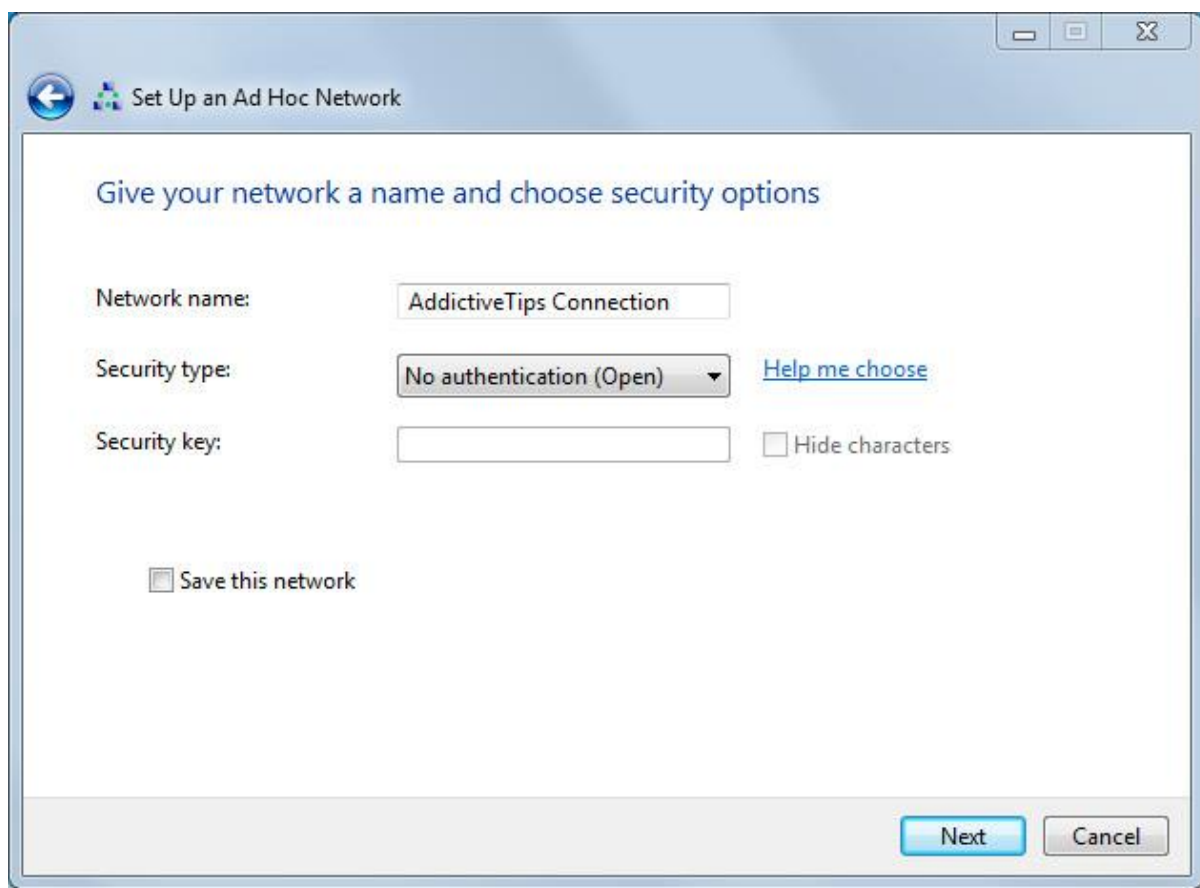 Set Up an Ad Hoc Network
Give your network a name and choose security options
Network name: AddictiveTips Connection
Security type: No authentication (Open) Help me choose
Security key: Hide characters
Save this network
Next Cancel